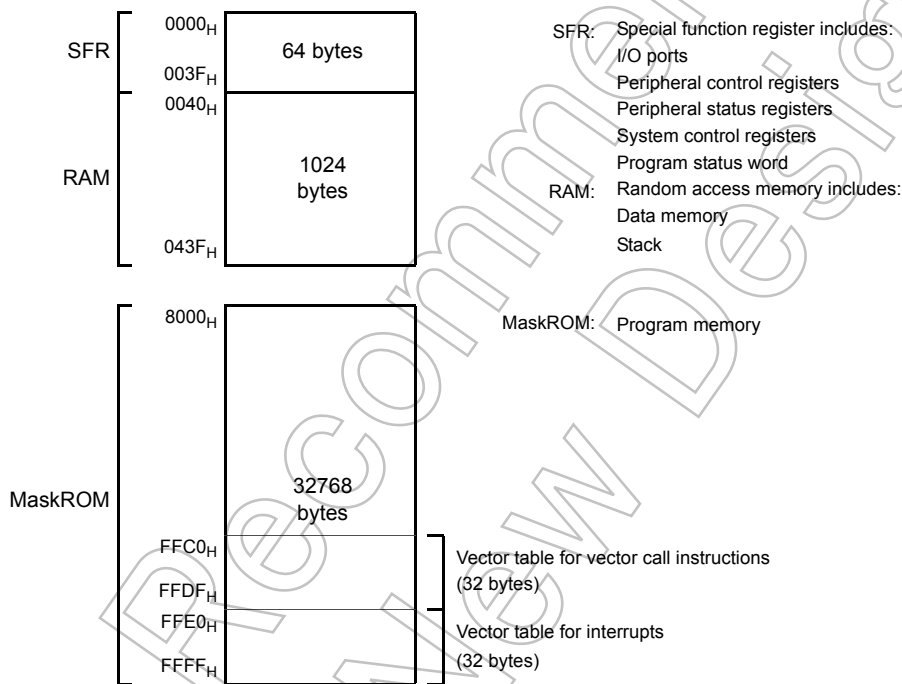 0000H
SFR
64 bytes
003FH
0040H
RAM
1024
bytes
043FH
SFR: Special function register includes:
I/O ports
Peripheral control registers
Peripheral status registers
System control registers
Program status word
RAM: Random access memory includes:
Data memory
Stack
8000H
MaskROM: Program memory
MaskROM
32768
bytes
FFC0H
Vector table for vector call instructions
(32 bytes)
FFDFH
FFE0H
Vector table for interrupts
(32 bytes)
FFFFH
Recommen
New Desig